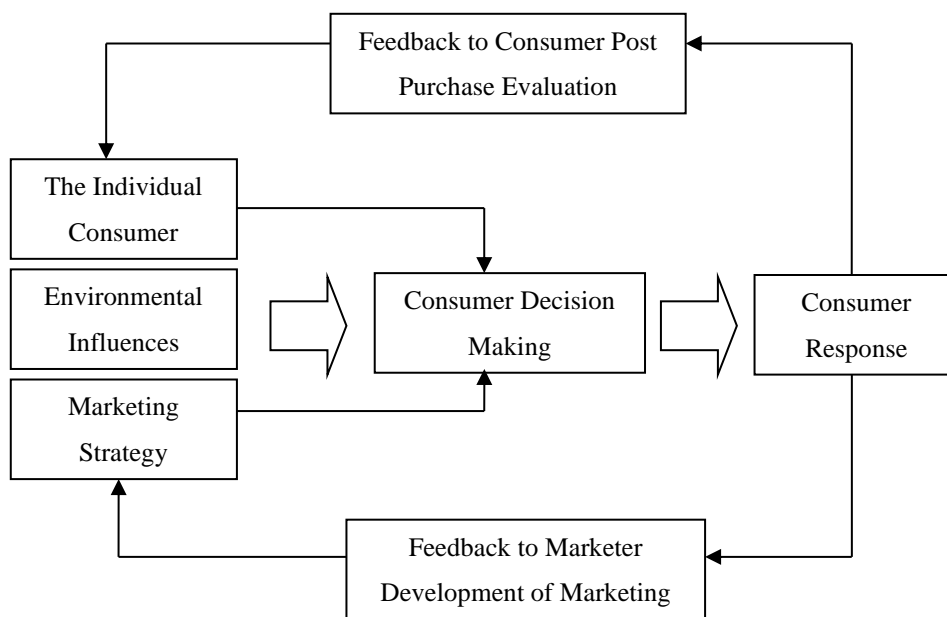 Feedback to Consumer Post
Purchase Evaluation
The Individual
Consumer
Environmental
Influences
Marketing
Strategy
Consumer Decision
Making
Consumer
Response
Feedback to Marketer
Development of Marketing